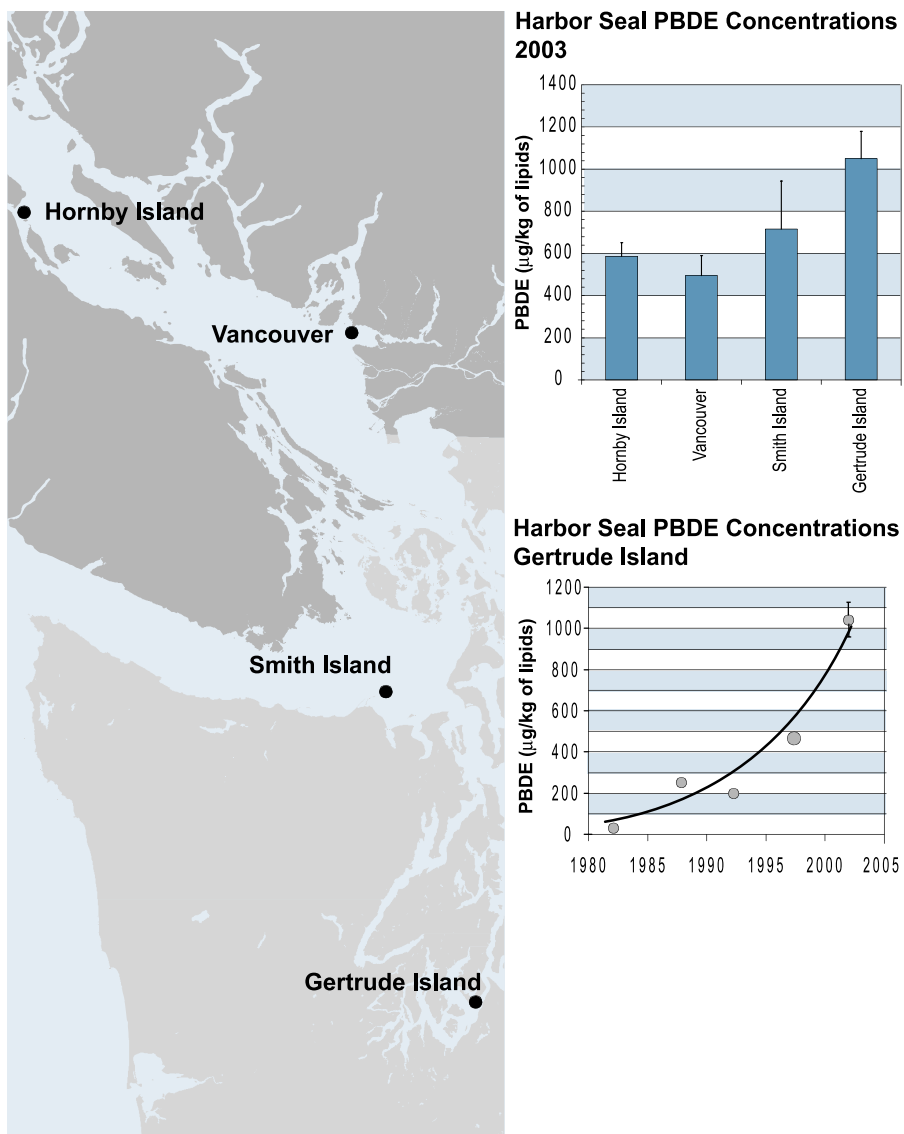 Hornby Island
Vancouver
Smith Island
Gertrude Island
Harbor Seal PBDE Concentrations
2003
PBDE (µg/kg of lipids)
1400
1200
1000
800
600
400
200
0
Hornby Island
Vancouver
Smith Island
Gertrude Island
Harbor Seal PBDE Concentrations
Gertrude Island
PBDE (µg/kg of lipids)
1200
1000
800
600
400
200
0
1980 1985 1990 1995 2000 2005